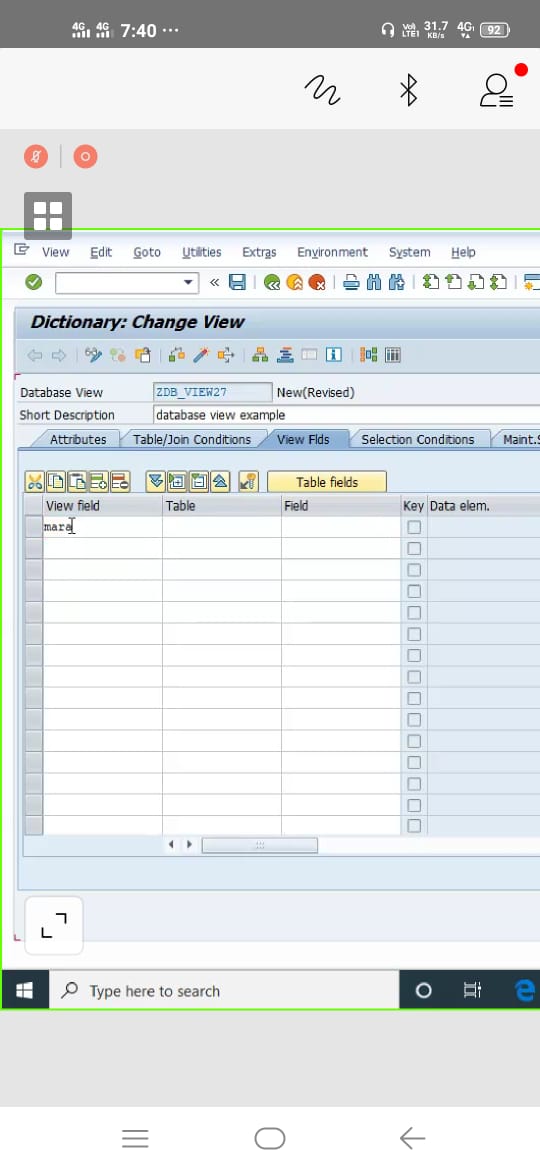 4G 4G 7:40 ··· Vo) LTE1 31.7 KB/s 4G 92
View Edit Goto Utilities Extras Environment System Help
«
Dictionary: Change View
Database View ZDB_VIEW27 New(Revised)
Short Description database view example
Attributes Table/Join Conditions View Flds Selection Conditions Maint.S
Table fields
View field Table Field Key Data elem.
mara
Type here to search